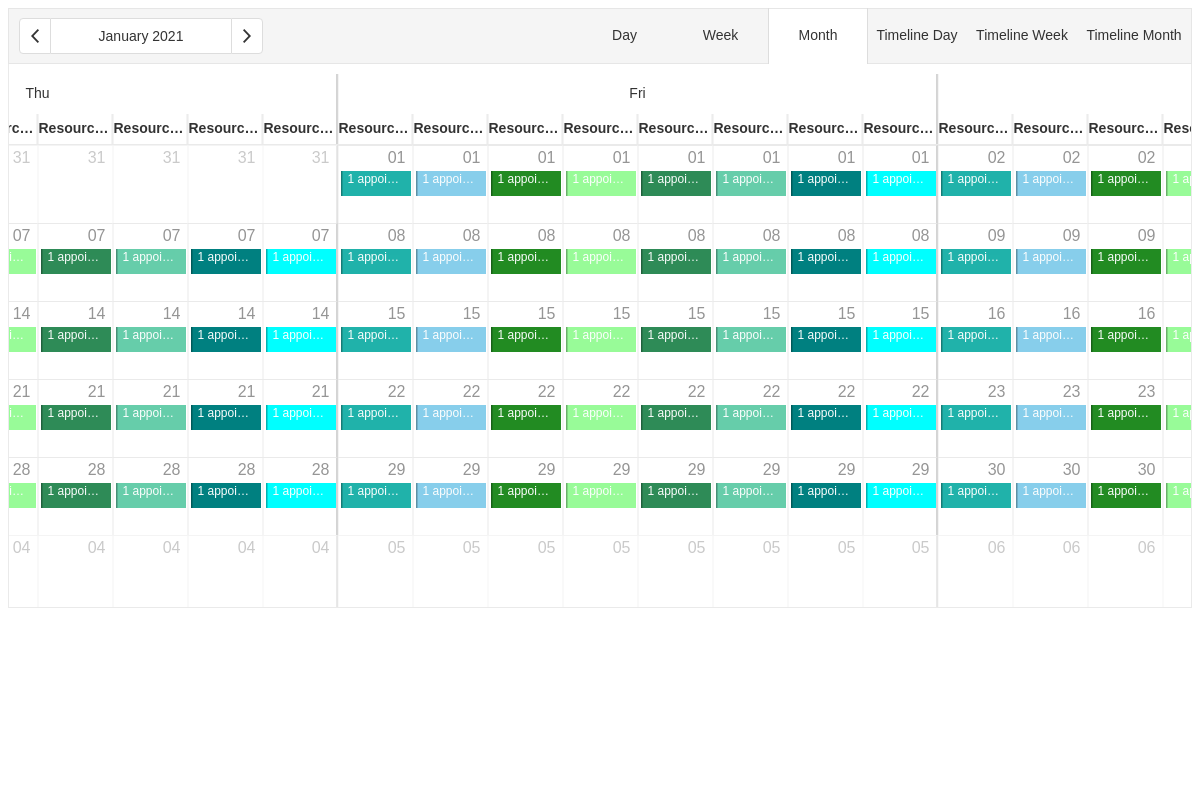 January 2021 Day Week Month Timeline Day Timeline Week Timeline Month
Thu Fri
rc… Resourc… Resourc… Resourc… Resourc… Resourc… Resourc… Resourc… Resourc… Resourc… Resourc… Resourc… Resourc… Resourc… Resourc… Resourc…
31 31 31 31 31 01 01 01 01 01 01 01 01 02 02 02
1 appoi… 1 appoi… 1 appoi… 1 appoi… 1 appoi… 1 appoi… 1 appoi… 1 appoi… 1 appoi… 1 appoi… 1 appoi…
07 07 07 07 07 08 08 08 08 08 08 08 08 09 09 09
1 appoi… 1 appoi… 1 appoi… 1 appoi… 1 appoi… 1 appoi… 1 appoi… 1 appoi… 1 appoi… 1 appoi… 1 appoi… 1 appoi… 1 appoi… 1 appoi… 1 appoi…
14 14 14 14 14 15 15 15 15 15 15 15 15 16 16 16
1 appoi… 1 appoi… 1 appoi… 1 appoi… 1 appoi… 1 appoi… 1 appoi… 1 appoi… 1 appoi… 1 appoi… 1 appoi… 1 appoi… 1 appoi… 1 appoi… 1 appoi…
21 21 21 21 21 22 22 22 22 22 22 22 22 23 23 23
1 appoi… 1 appoi… 1 appoi… 1 appoi… 1 appoi… 1 appoi… 1 appoi… 1 appoi… 1 appoi… 1 appoi… 1 appoi… 1 appoi… 1 appoi… 1 appoi… 1 appoi…
28 28 28 28 28 29 29 29 29 29 29 29 29 30 30 30
1 appoi… 1 appoi… 1 appoi… 1 appoi… 1 appoi… 1 appoi… 1 appoi… 1 appoi… 1 appoi… 1 appoi… 1 appoi… 1 appoi… 1 appoi… 1 appoi… 1 appoi…
04 04 04 04 04 05 05 05 05 05 05 05 05 06 06 06